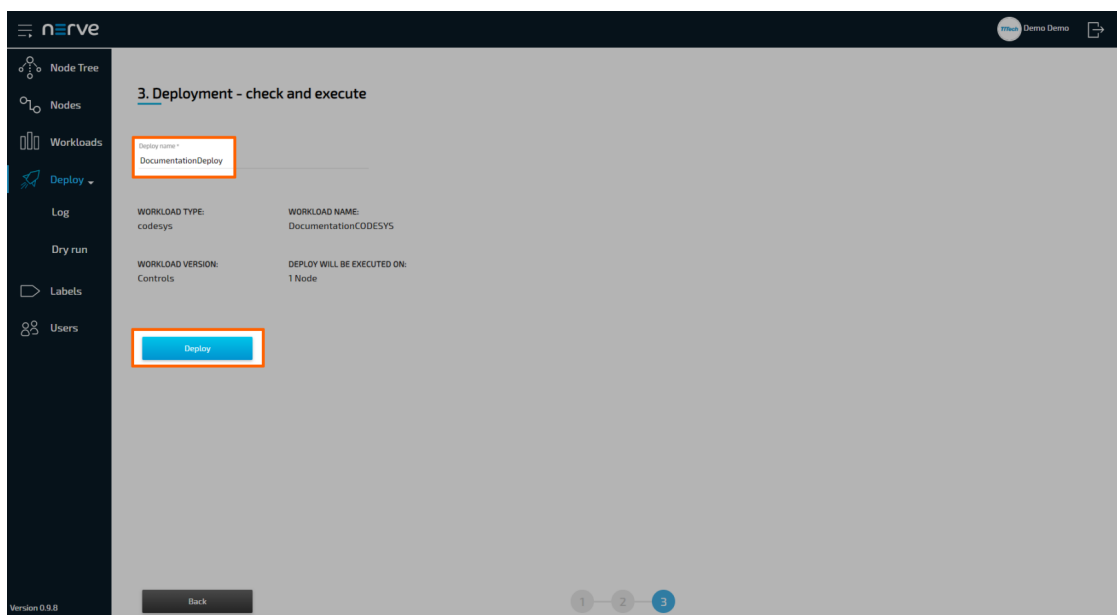 nerve
TTTech Demo Demo
Node Tree
Nodes
Workloads
Deploy
Log
Dry run
Labels
Users
Version 0.9.8
3. Deployment - check and execute
Deploy name *
DocumentationDeploy
WORKLOAD TYPE: WORKLOAD NAME:
codesys DocumentationCODESYS
WORKLOAD VERSION: DEPLOY WILL BE EXECUTED ON:
Controls 1 Node
Deploy
Back 1 2 3